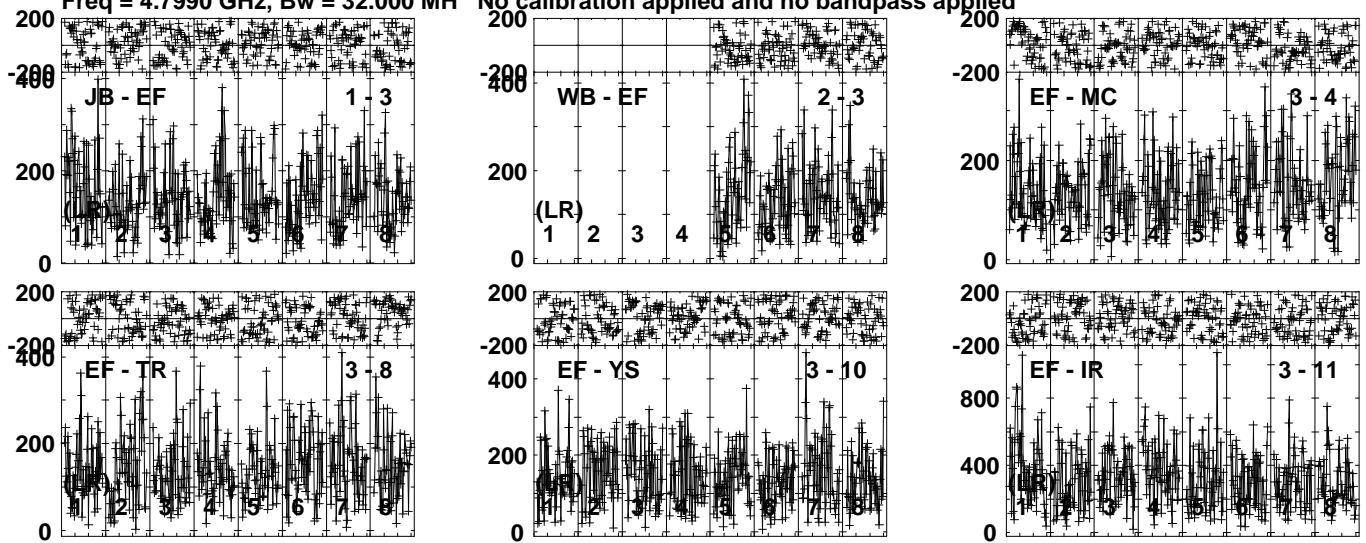 Freq = 4.7990 GHz, Bw = 32.000 MH No calibration applied and no bandpass applied
200
-200
400
200
0
JB - EF 1 - 3
(LR)
1 2 3 4 5 6 7 8
200
-200
400
200
0
WB - EF 2 - 3
(LR)
1 2 3 4 5 6 7 8
200
-200
200
0
EF - MC 3 - 4
(LR)
1 2 3 4 5 6 7 8
200
-200
400
200
0
EF - TR 3 - 8
(LR)
1 2 3 4 5 6 7 8
200
-200
400
200
0
EF - YS 3 - 10
(LR)
1 2 3 4 5 6 7 8
200
-200
800
400
0
EF - IR 3 - 11
(LR)
1 2 3 4 5 6 7 8